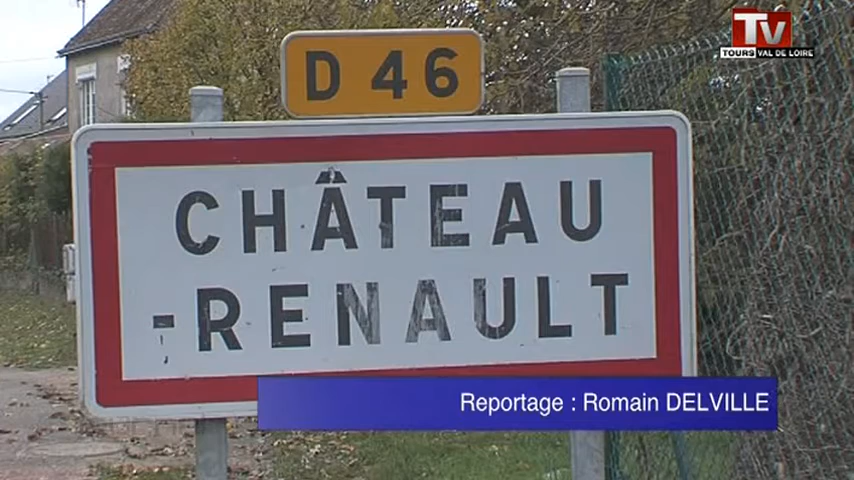 TV
TOURS VAL DE LOIRE
D 46
CHÂTEAU
-RENAULT
Reportage : Romain DELVILLE